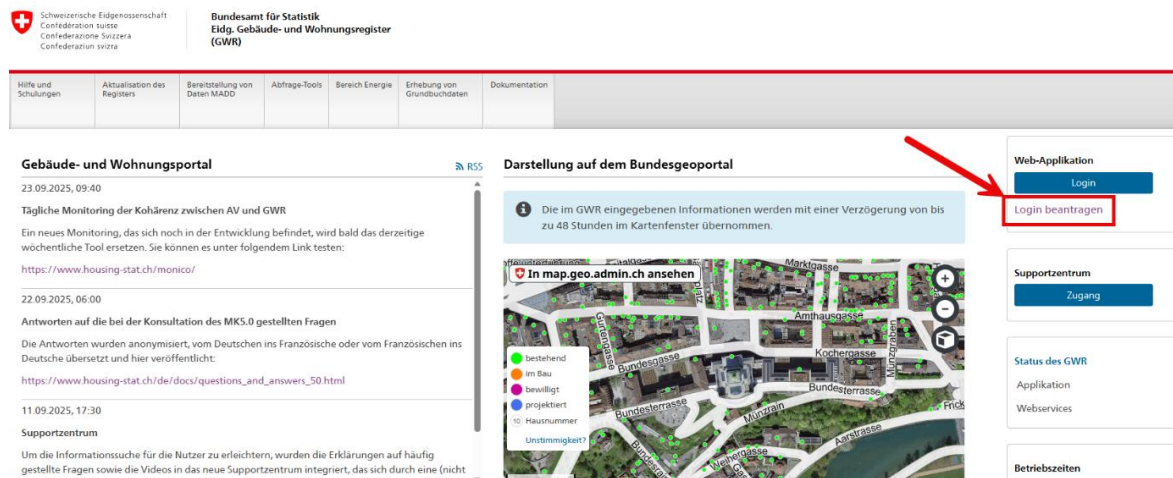 Schweizerische Eidgenossenschaft
Confédération suisse
Confederazione Svizzera
Confederaziun svizra
Bundesamt für Statistik
Eidg. Gebäude- und Wohnungsregister
(GWR)
Hilfe und
Schulungen
Aktualisation des
Registers
Bereitstellung von
Daten MADD
Abfrage-Tools
Bereich Energie
Erhebung von
Grundbuchdaten
Dokumentation
Gebäude- und Wohnungsportal
RSS
23.09.2025, 09:40
Tägliche Monitoring der Kohärenz zwischen AV und GWR
Ein neues Monitoring, das sich noch in der Entwicklung befindet, wird bald das derzeitige
wöchentliche Tool ersetzen. Sie können es unter folgendem Link testen:
https://www.housing-stat.ch/monico/
22.09.2025, 06:00
Antworten auf die bei der Konsultation des MK5.0 gestellten Fragen
Die Antworten wurden anonymisiert, vom Deutschen ins Französische oder vom Französischen ins
Deutsche übersetzt und hier veröffentlicht:
https://www.housing-stat.ch/de/docs/questions_and_answers_50.html
11.09.2025, 17:30
Supportzentrum
Um die Informationssuche für die Nutzer zu erleichtern, wurden die Erklärungen auf häufig
gestellte Fragen sowie die Videos in das neue Supportzentrum integriert, das sich durch eine (nicht
Darstellung auf dem Bundesgeoportal
Die im GWR eingegebenen Informationen werden mit einer Verzögerung von bis
zu 48 Stunden im Kartenfenster übernommen.
In map.geo.admin.ch ansehen
Marktgasse
Amthausgasse
Gurtengasse
Kochergasse
Münzgraben
Bundesgasse
Bundesterrasse
Bundesterrasse
Münzrain
Aarstrasse
Weihergasse
Bundesrain
Frick
bestehend
im Bau
bewilligt
projektiert
10 Hausnummer
Unstimmigkeit?
Web-Applikation
Login
Login beantragen
Supportzentrum
Zugang
Status des GWR
Applikation
Webservices
Betriebszeiten